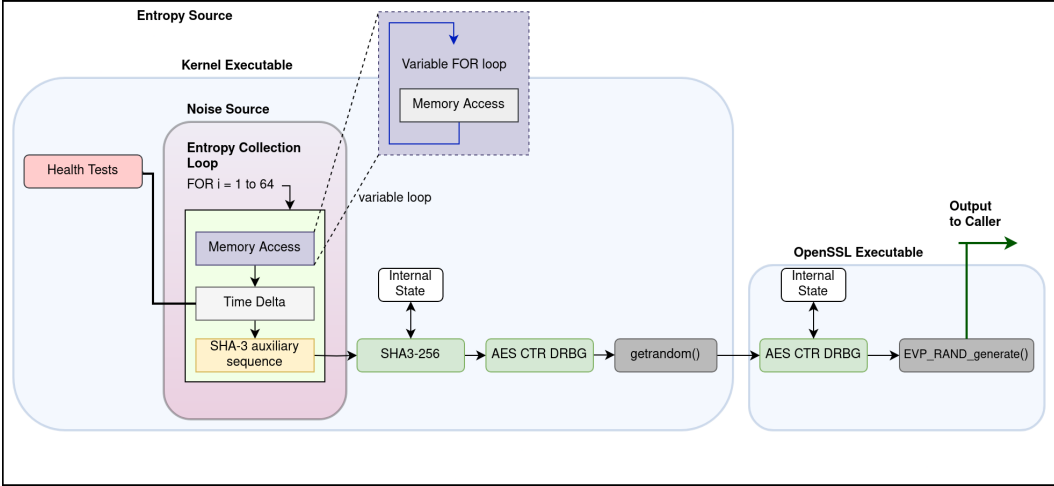 Entropy Source
Kernel Executable
Variable FOR loop
Memory Access
Noise Source
Health Tests
Entropy Collection
Loop
FOR i = 1 to 64
variable loop
Memory Access
Time Delta
SHA-3 auxiliary
sequence
Internal
State
SHA3-256
AES CTR DRBG
getrandom()
OpenSSL Executable
Internal
State
AES CTR DRBG
EVP_RAND_generate()
Output
to Caller